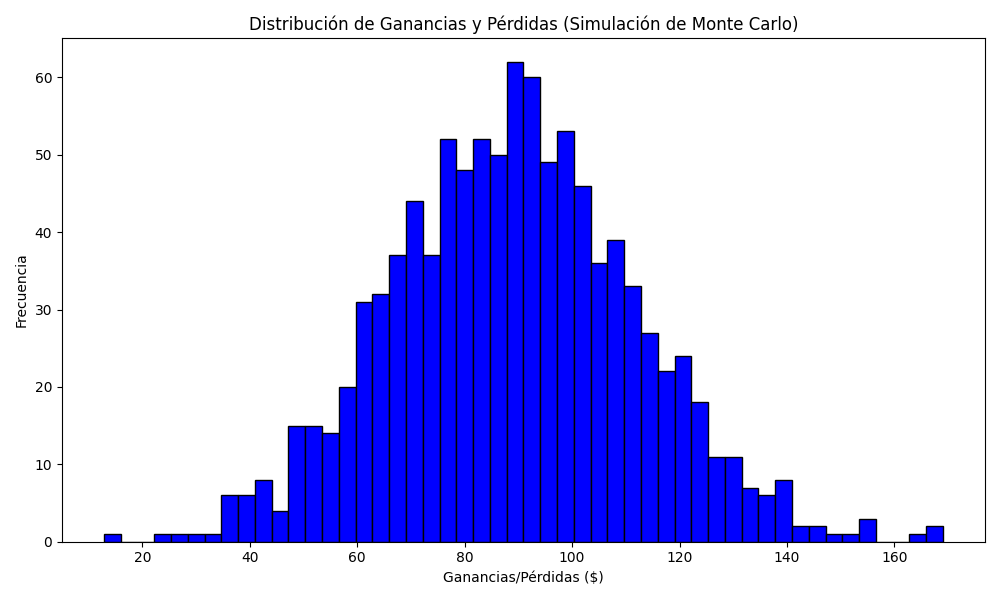 Distribución de Ganancias y Pérdidas (Simulación de Monte Carlo)
60
50
40
30
20
10
0
Frecuencia
20 40 60 80 100 120 140 160
Ganancias/Pérdidas ($)